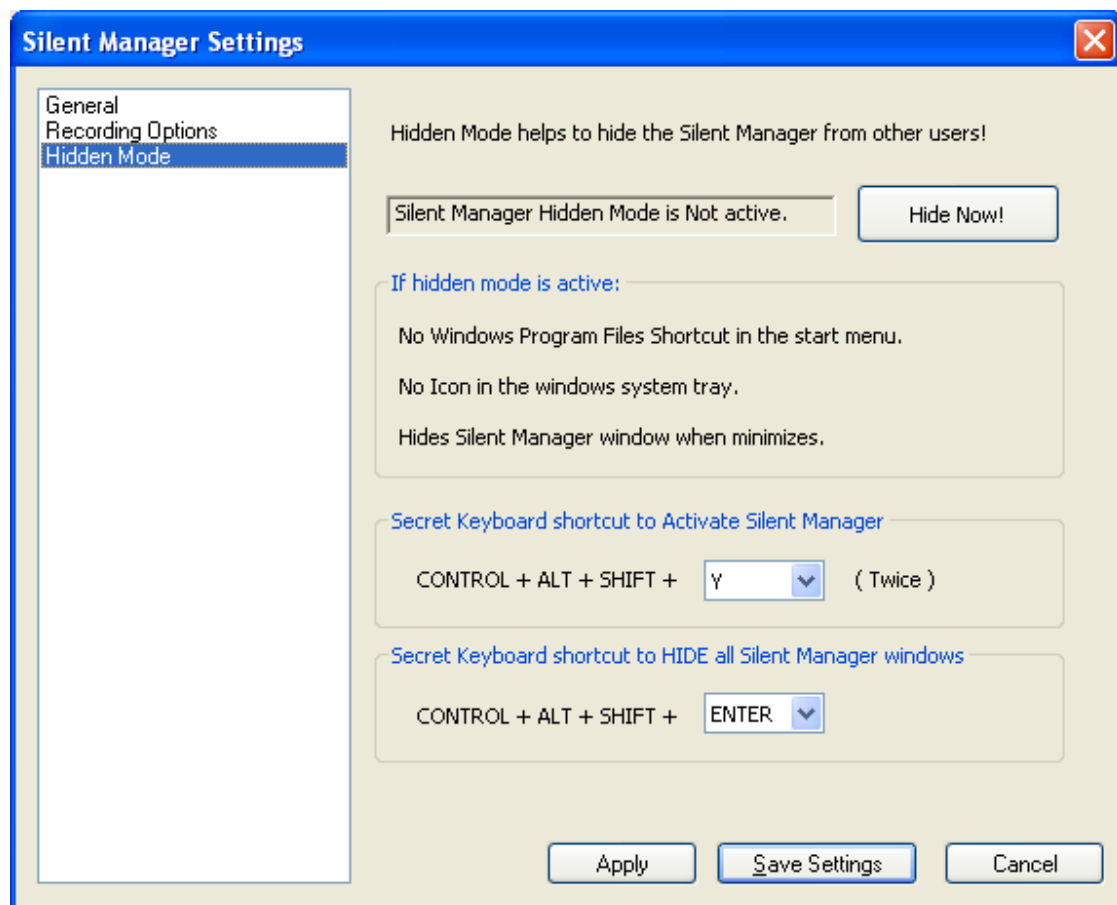 Silent Manager Settings
General
Recording Options
Hidden Mode
Hidden Mode helps to hide the Silent Manager from other users!
Silent Manager Hidden Mode is Not active.
Hide Now!
If hidden mode is active:
No Windows Program Files Shortcut in the start menu.
No Icon in the windows system tray.
Hides Silent Manager window when minimizes.
Secret Keyboard shortcut to Activate Silent Manager
CONTROL + ALT + SHIFT + Y ( Twice )
Secret Keyboard shortcut to HIDE all Silent Manager windows
CONTROL + ALT + SHIFT + ENTER
Apply Save Settings Cancel